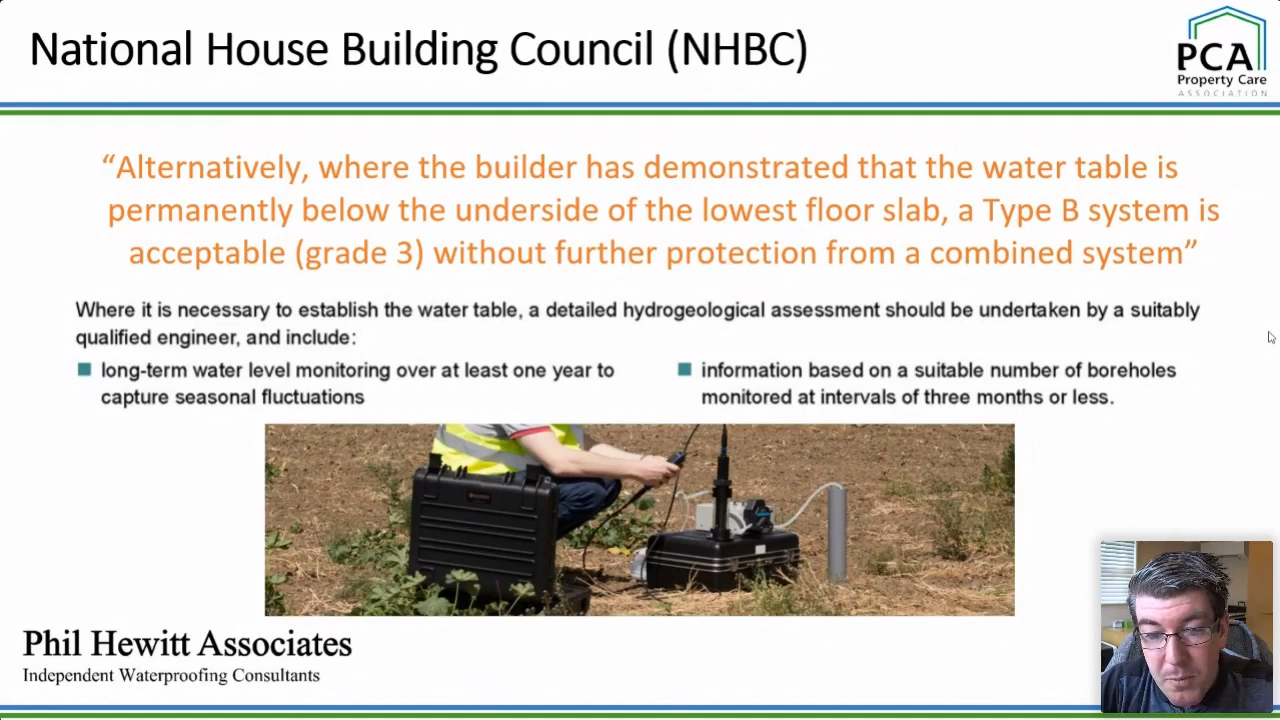 National House Building Council (NHBC)
PCA
Property Care
ASSOCIATION
“Alternatively, where the builder has demonstrated that the water table is
permanently below the underside of the lowest floor slab, a Type B system is
acceptable (grade 3) without further protection from a combined system”
Where it is necessary to establish the water table, a detailed hydrogeological assessment should be undertaken by a suitably
qualified engineer, and include:
long-term water level monitoring over at least one year to
capture seasonal fluctuations
information based on a suitable number of boreholes
monitored at intervals of three months or less.
Phil Hewitt Associates
Independent Waterproofing Consultants